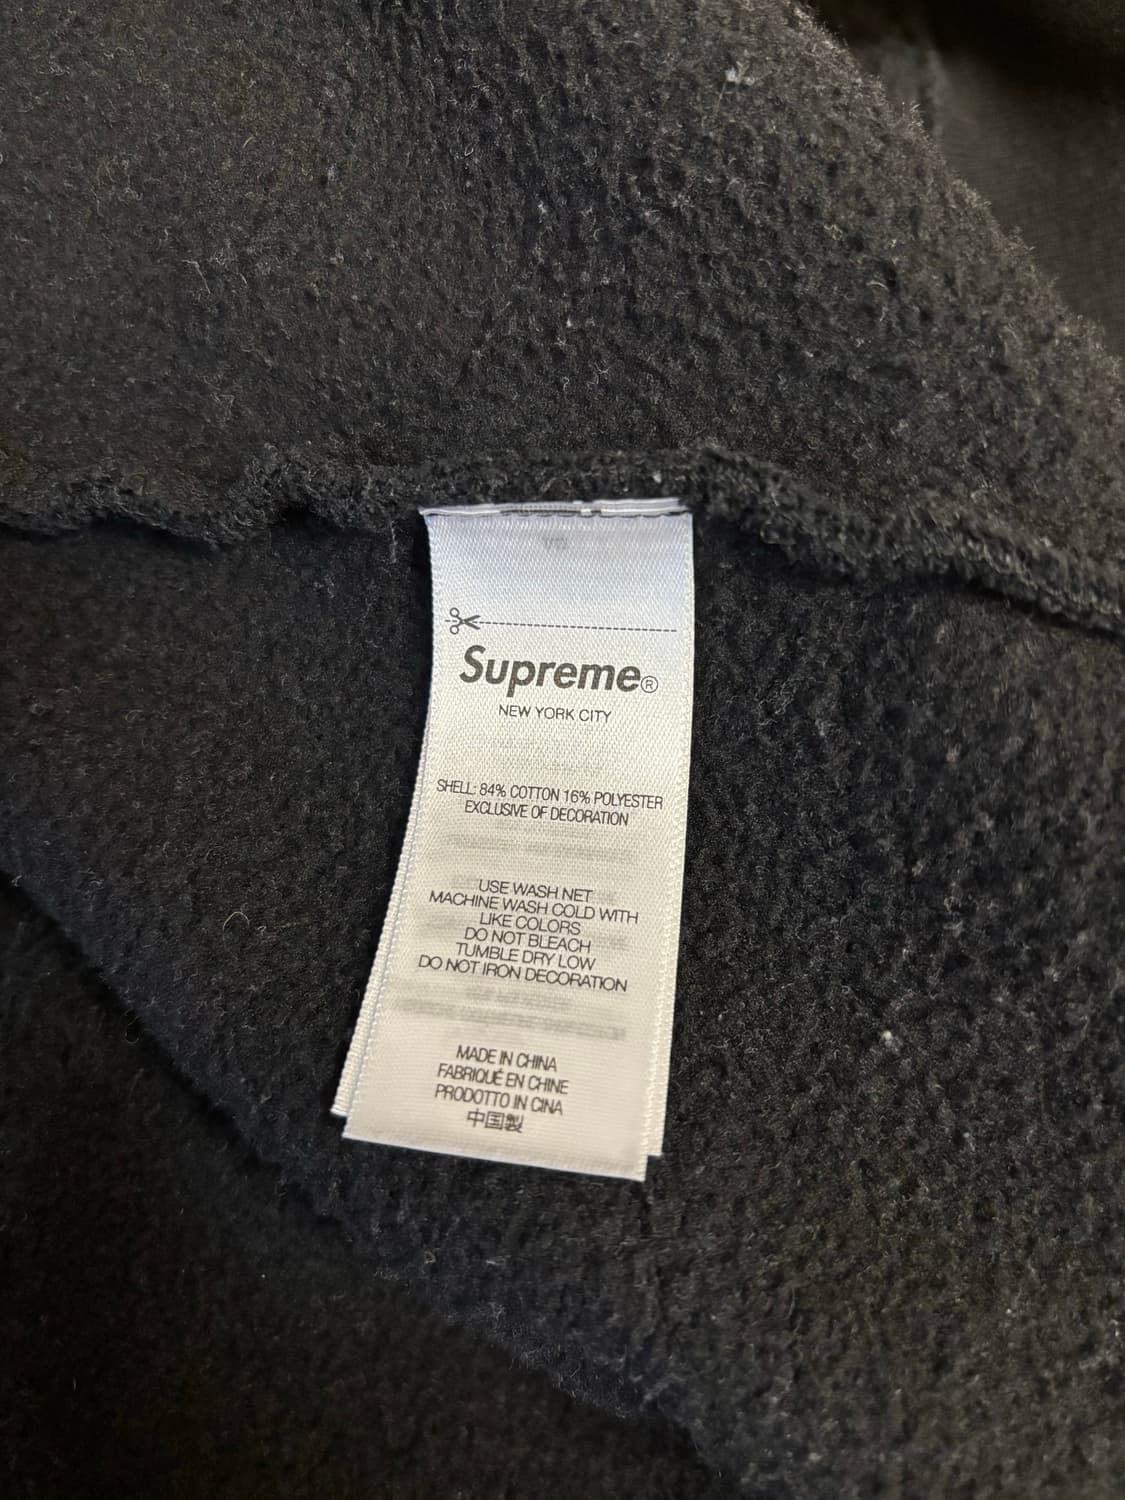 Supreme®
NEW YORK CITY
SHELL: 84% COTTON 16% POLYESTER
EXCLUSIVE OF DECORATION
USE WASH NET
MACHINE WASH COLD WITH
LIKE COLORS
DO NOT BLEACH
TUMBLE DRY LOW
DO NOT IRON DECORATION
MADE IN CHINA
FABRIQUÉ EN CHINE
PRODOTTO IN CINA
中国製